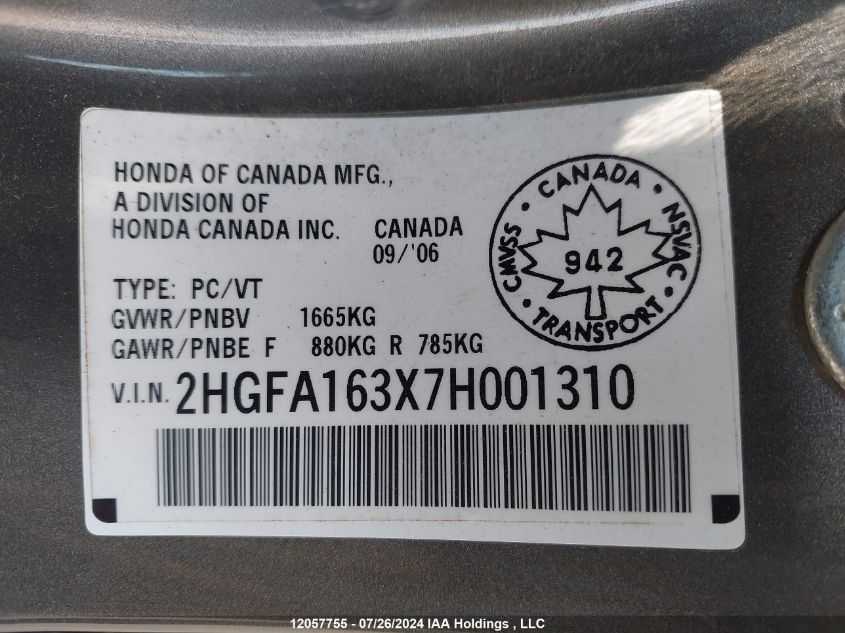 HONDA OF CANADA MFG.,
A DIVISION OF
HONDA CANADA INC. CANADA
09/'06
TYPE: PC/VT
GVWR/PNBV 1665KG
GAWR/PNBE F 880KG R 785KG
V.I.N. 2HGFA163X7H001310
CANADA • NSVAC • TRANSPORT • CMVSS •
942
12057755 - 07/26/2024 IAA Holdings , LLC